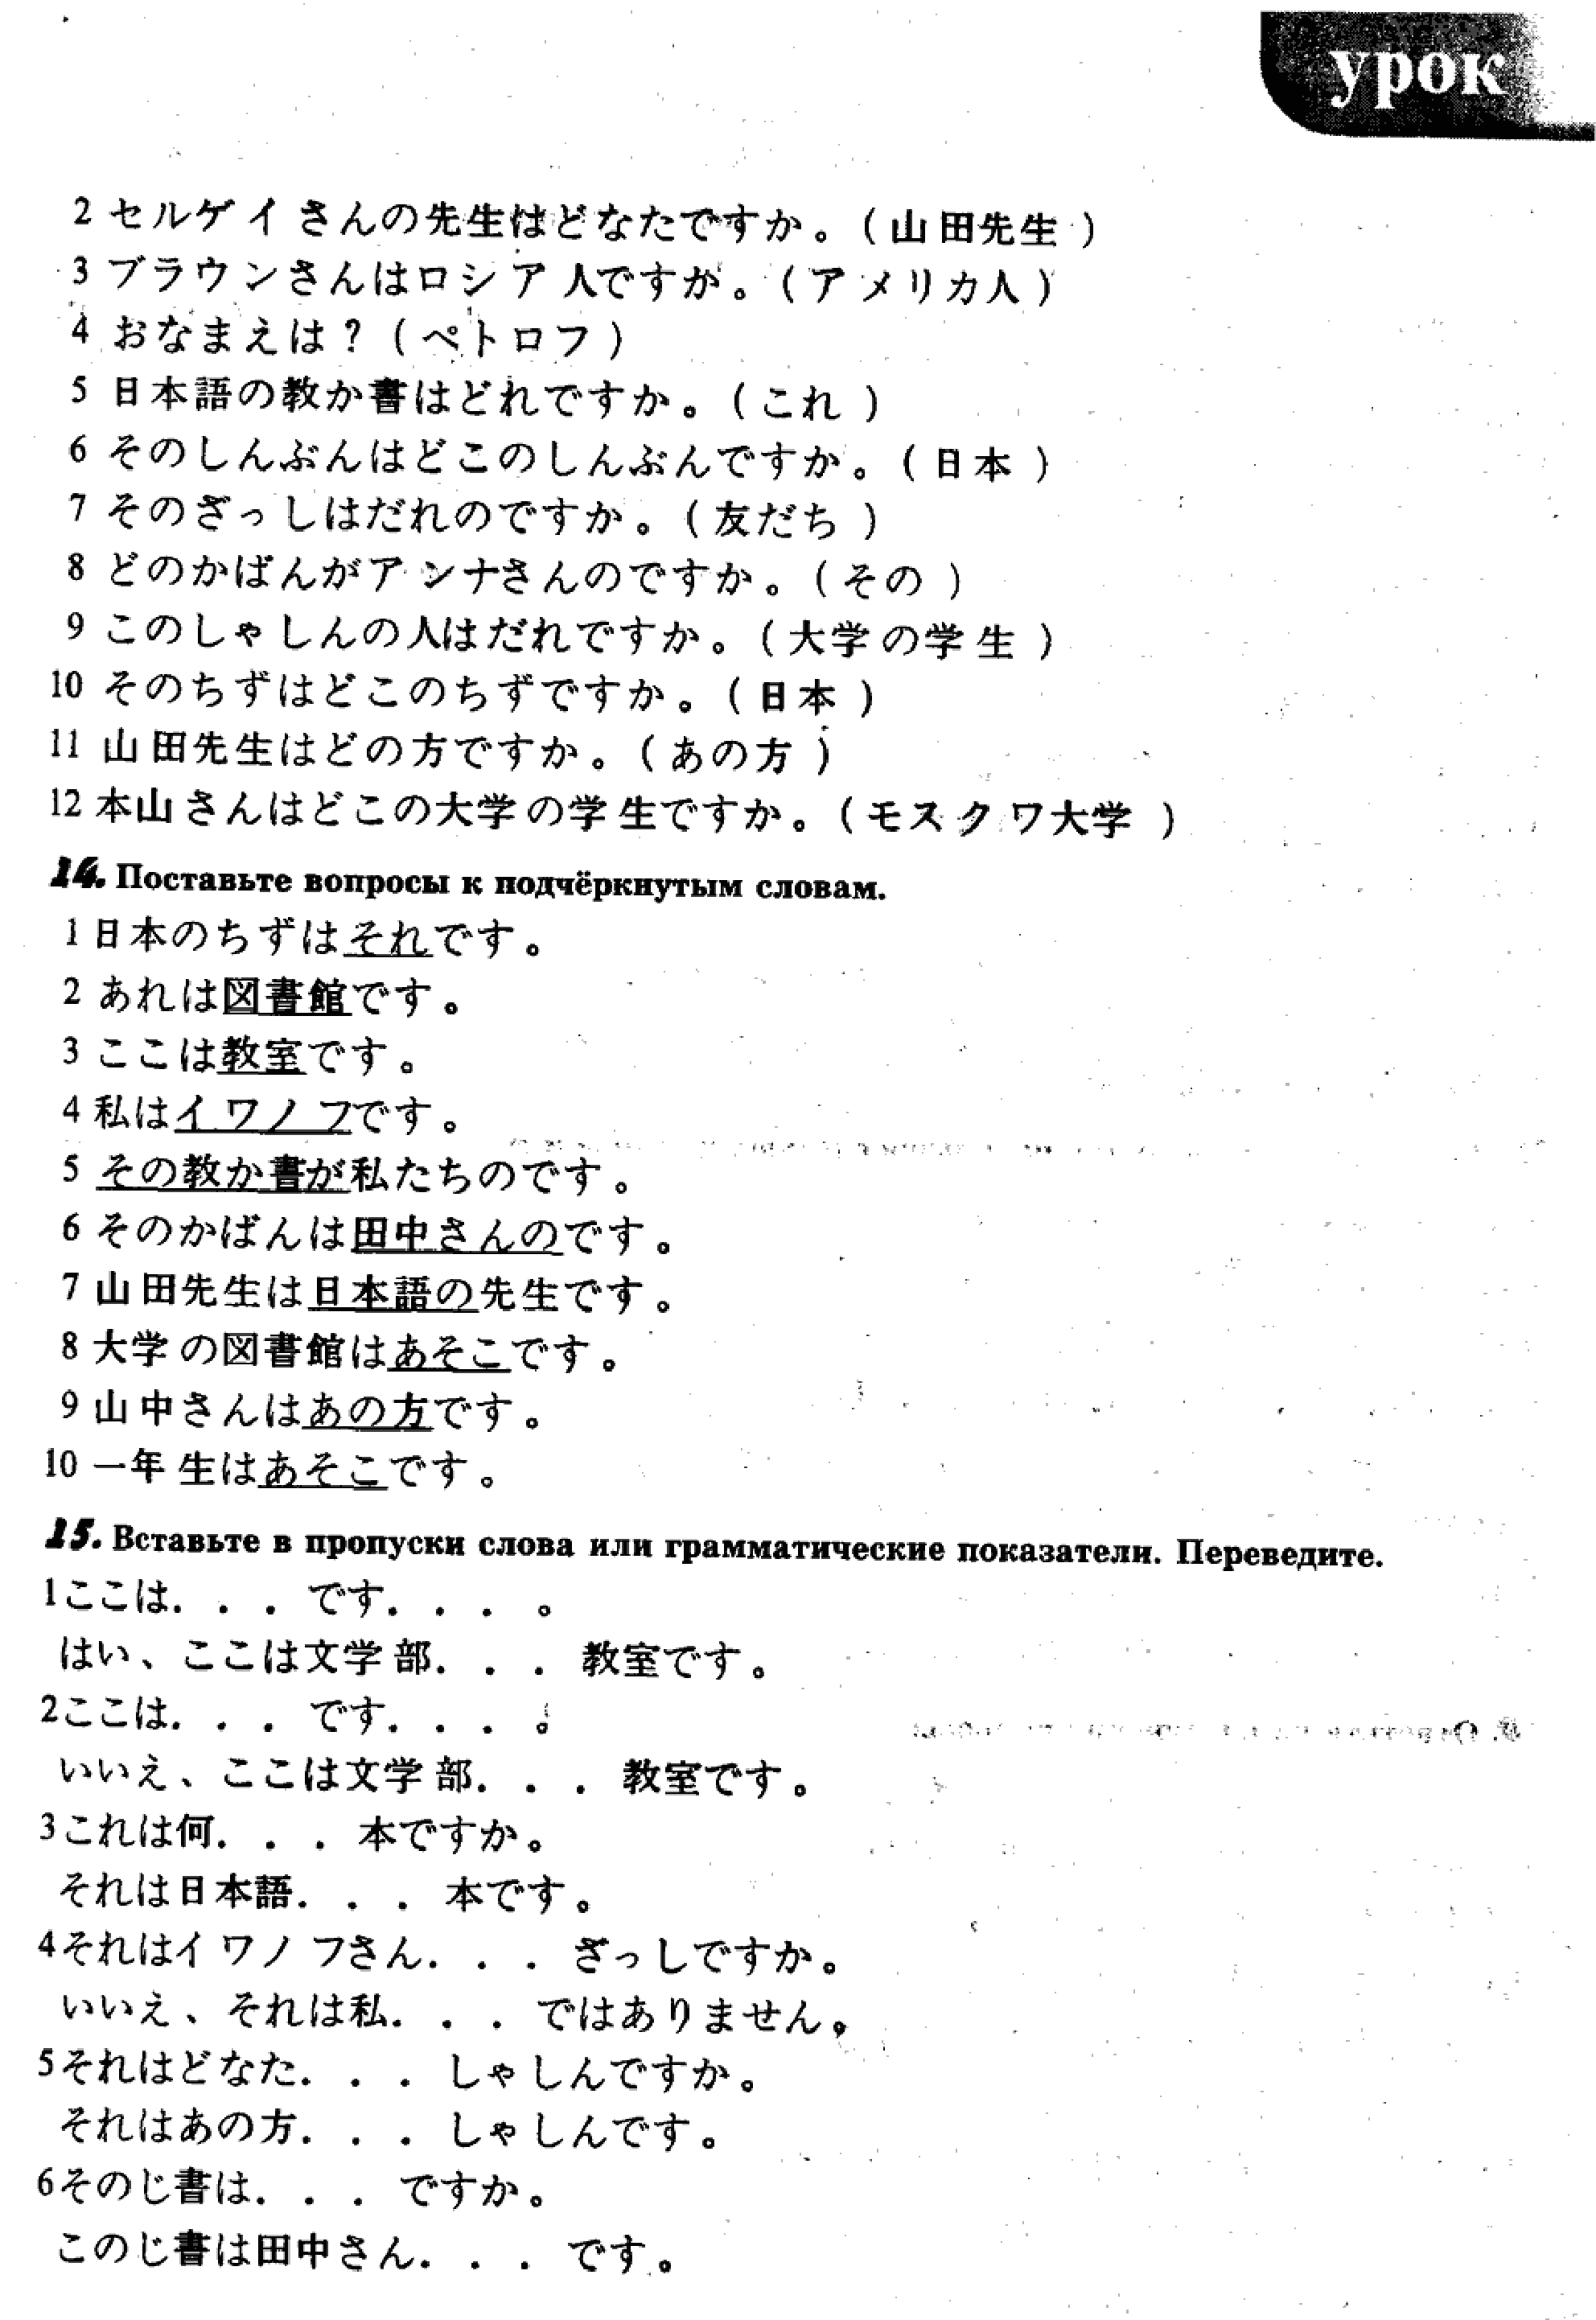 урок
2 セルゲイさんの先生はどなたですか。(山田先生)
3 ブラウンさんはロシア人ですか。(アメリカ人)
4 おなまえは?(ペトロフ)
5 日本語の教か書はどれですか。(これ)
6 そのしんぶんはどこのしんぶんですか。(日本)
7 そのざっしはだれのですか。(友だち)
8 どのかばんがアンナさんのですか。(その)
9 このしゃしんの人はだれですか。(大学の学生)
10 そのちずはどこのちずですか。(日本)
11 山田先生はどの方ですか。(あの方)
12 本山さんはどこの大学の学生ですか。(モスクワ大学)
14. Поставьте вопросы к подчёркнутым словам.
1 日本のちずはそれです。
2 あれは図書館です。
3 ここは教室です。
4 私はイワノフです。
5 その教か書が私たちのです。
6 そのかばんは田中さんのです。
7 山田先生は日本語の先生です。
8 大学の図書館はあそこです。
9 山中さんはあの方です。
10 一年生はあそこです。
15. Вставьте в пропуски слова или грамматические показатели. Переведите.
1 ここは. . . です. . . 。
はい、ここは文学部. . . 教室です。
2 ここは. . . です. . . 。
いいえ、ここは文学部. . . 教室です。
3 これは何. . . 本ですか。
それは日本語. . . 本です。
4 それはイワノフさん. . . ざっしですか。
いいえ、それは私. . . ではありません。
5 それはどなた. . . しゃしんですか。
それはあの方. . . しゃしんです。
6 そのじ書は. . . ですか。
このじ書は田中さん. . . です。